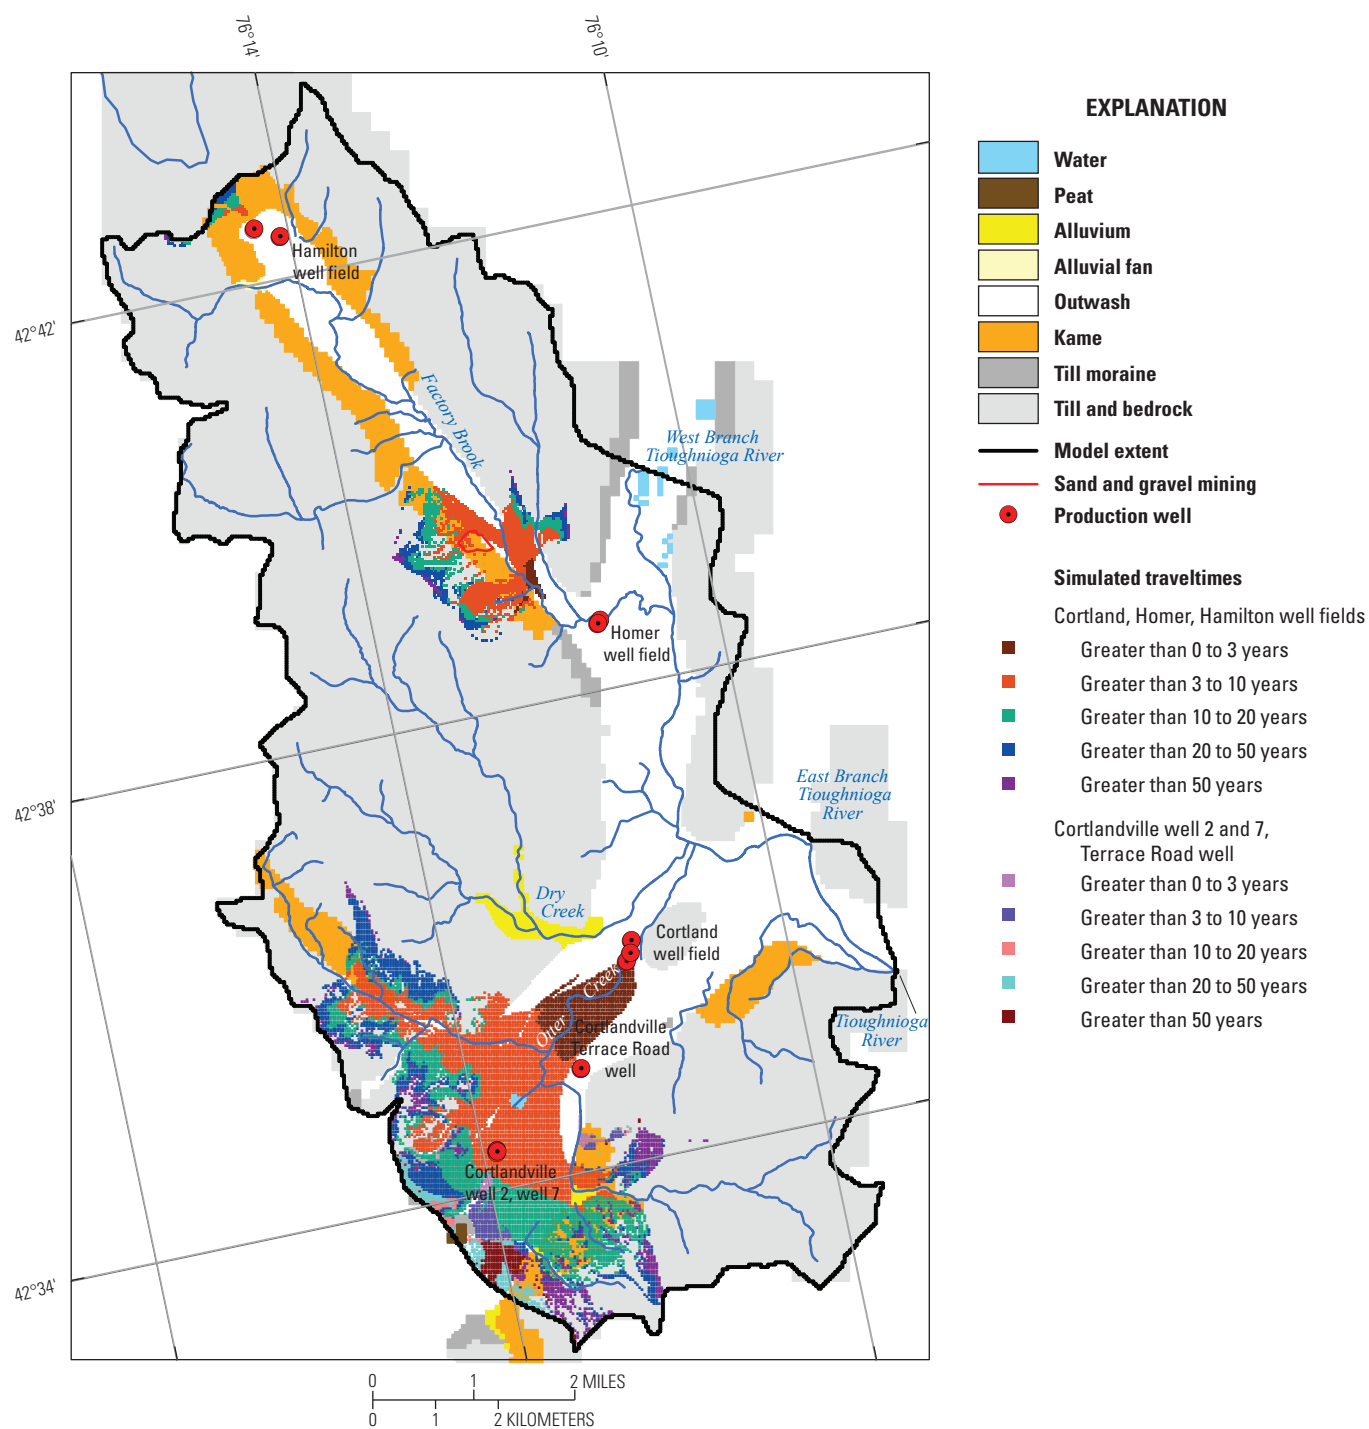 76°14'
76°10'
42°42'
42°38'
42°34'
Hamilton
well field
Factory Brook
West Branch
Tioughnioga River
Homer
well field
East Branch
Tioughnioga
River
Dry
Creek
Cortland
well field
Otter Creek
Cortlandville
Terrace Road
well
Tioughnioga
River
Cortlandville
well 2, well 7
0 1 2 MILES
0 1 2 KILOMETERS
EXPLANATION
Water
Peat
Alluvium
Alluvial fan
Outwash
Kame
Till moraine
Till and bedrock
Model extent
Sand and gravel mining
Production well
Simulated traveltimes
Cortland, Homer, Hamilton well fields
Greater than 0 to 3 years
Greater than 3 to 10 years
Greater than 10 to 20 years
Greater than 20 to 50 years
Greater than 50 years
Cortlandville well 2 and 7,
Terrace Road well
Greater than 0 to 3 years
Greater than 3 to 10 years
Greater than 10 to 20 years
Greater than 20 to 50 years
Greater than 50 years